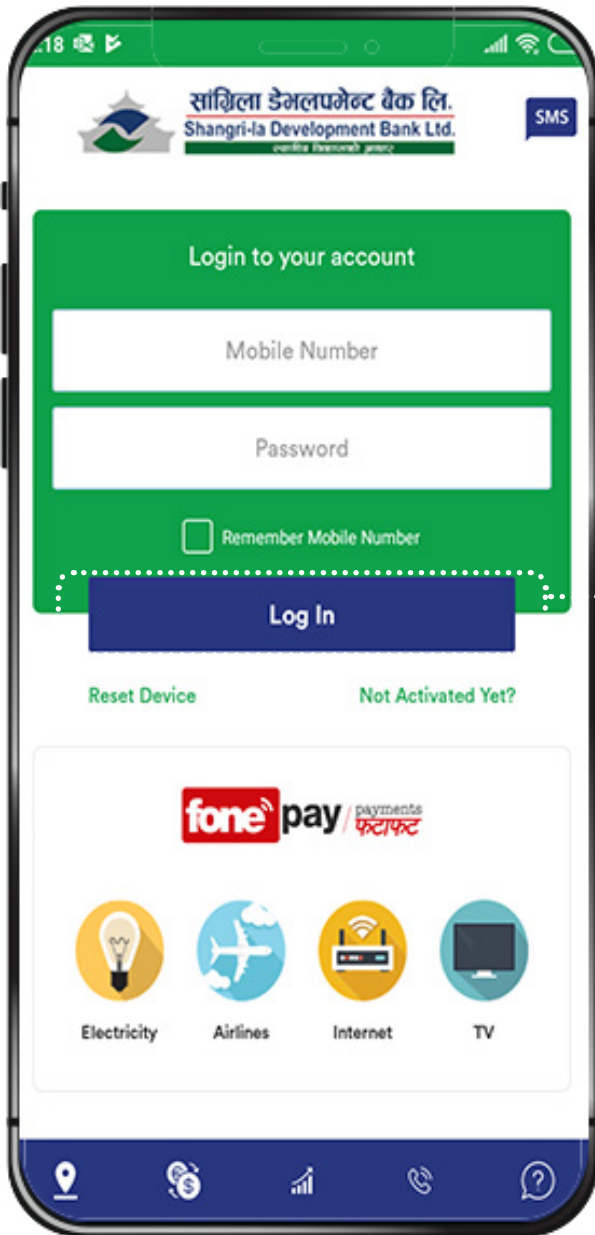 :18
सांग्रिला डेभलपमेन्ट बैंक लि.
Shangri-la Development Bank Ltd.
SMS
Login to your account
Mobile Number
Password
Remember Mobile Number
Log In
Reset Device
Not Activated Yet?
fone pay / payments
फटाफट
Electricity
Airlines
Internet
TV